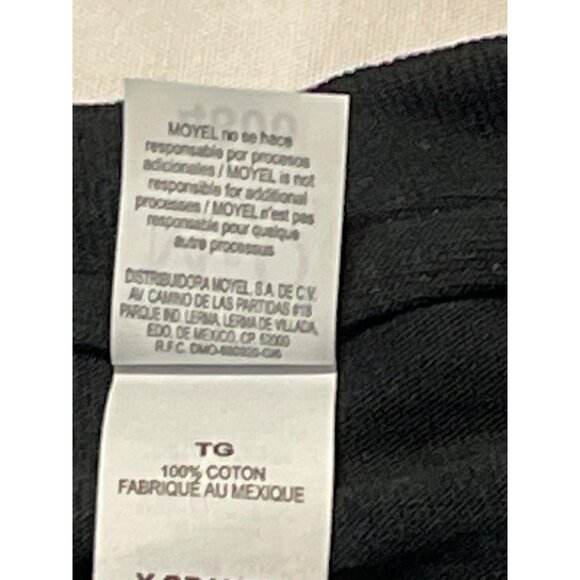 MOYEL no se hace
responsable por procesos
adicionales / MOYEL is not
responsible for additional
processes / MOYEL n'est pas
responsable pour quelque
autre processus
DISTRIBUIDORA MOYEL, S.A. DE C.V.
AV. CAMINO DE LAS PARTIDAS #18
PARQUE IND. LERMA, LERMA DE VILLADA,
EDO. DE MEXICO, CP. 52000
R.F.C.
TG
100% COTON
FABRIQUE AU MEXIQUE